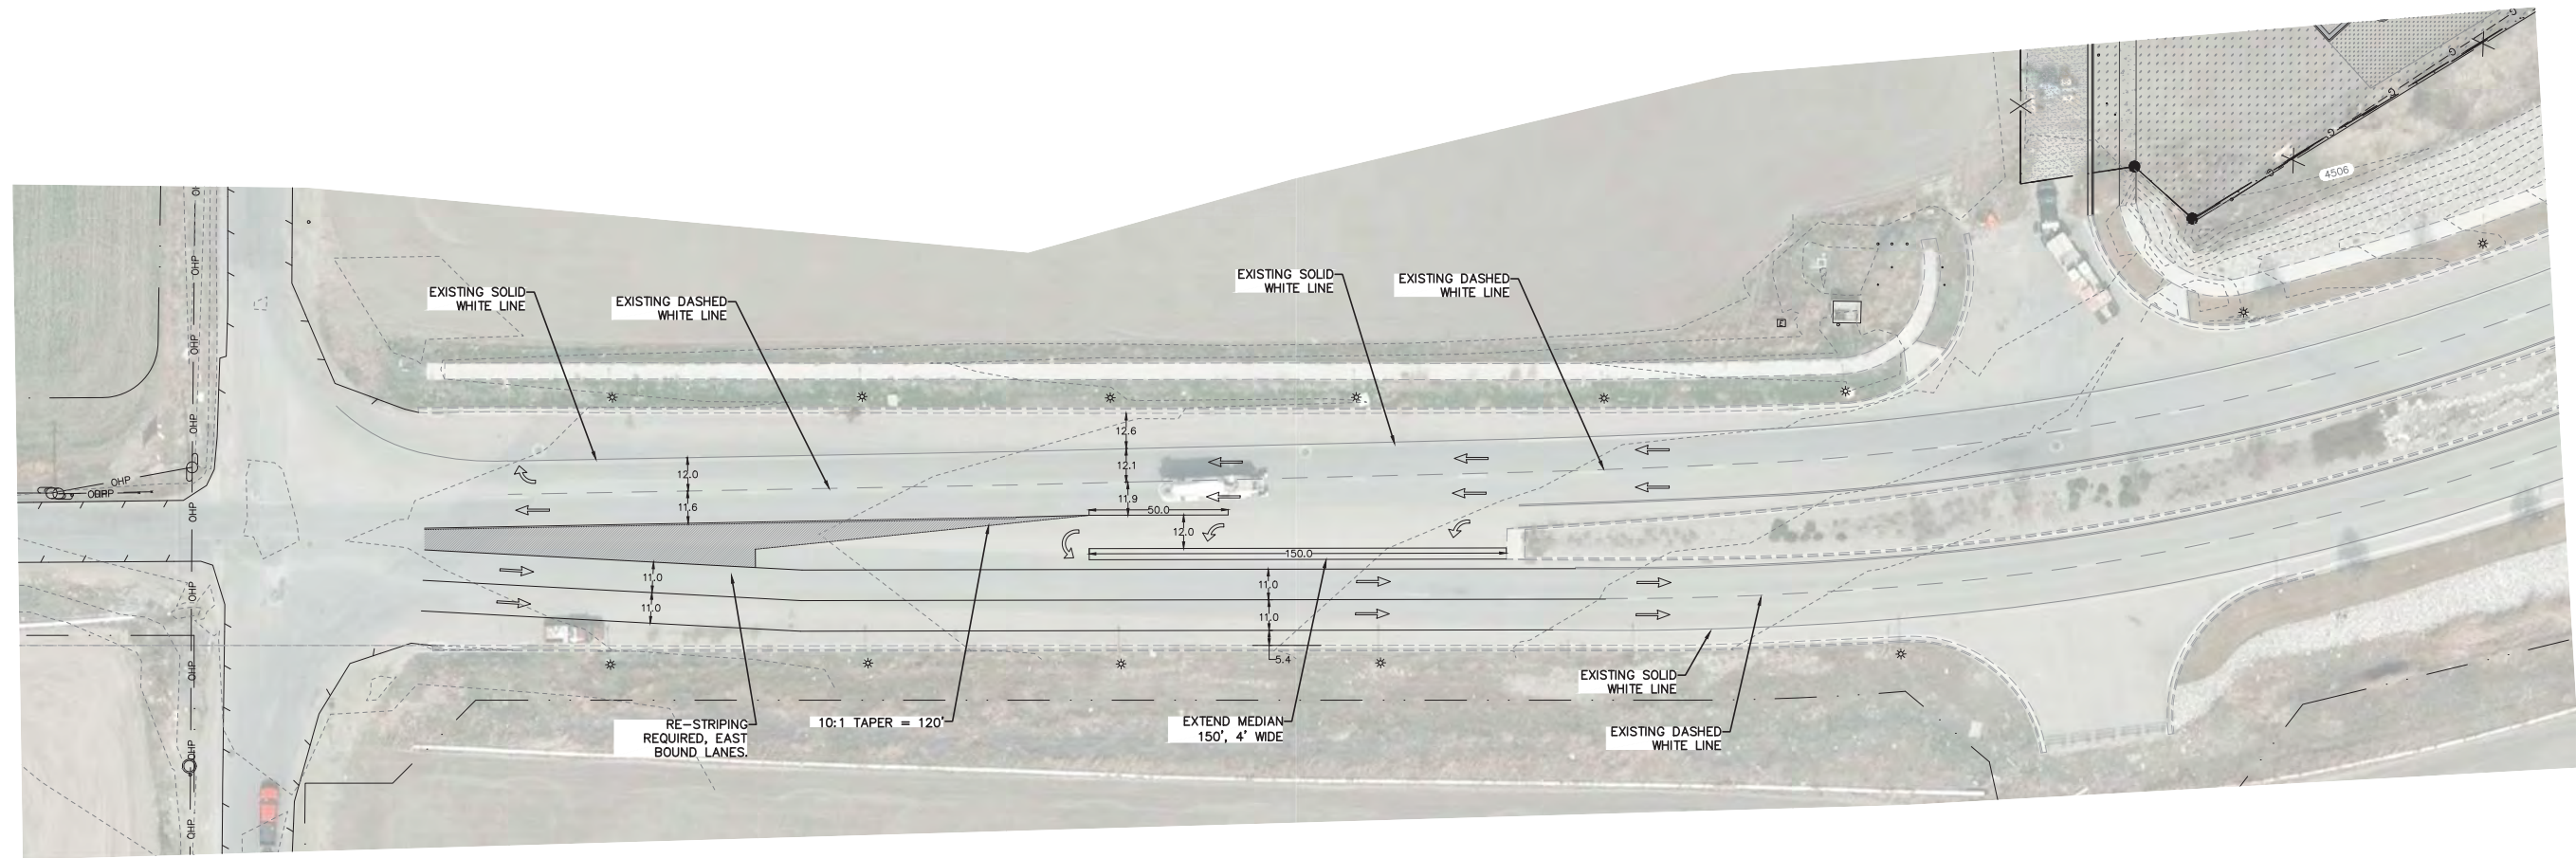 4506
EXISTING SOLID
WHITE LINE
EXISTING DASHED
WHITE LINE
EXISTING SOLID
WHITE LINE
EXISTING DASHED
WHITE LINE
12.6
12.1
11.9
12.0
11.6
50.0
12.0
150.0
11.0
11.0
11.0
11.0
5.4
RE-STRIPING
REQUIRED, EAST
BOUND LANES.
10:1 TAPER = 120'
EXTEND MEDIAN
150', 4' WIDE
EXISTING SOLID
WHITE LINE
EXISTING DASHED
WHITE LINE
OHP
OHP
OHP
OHP
OHP
OHP
OHP
OHP
OHP
G
G
G
G
G
E